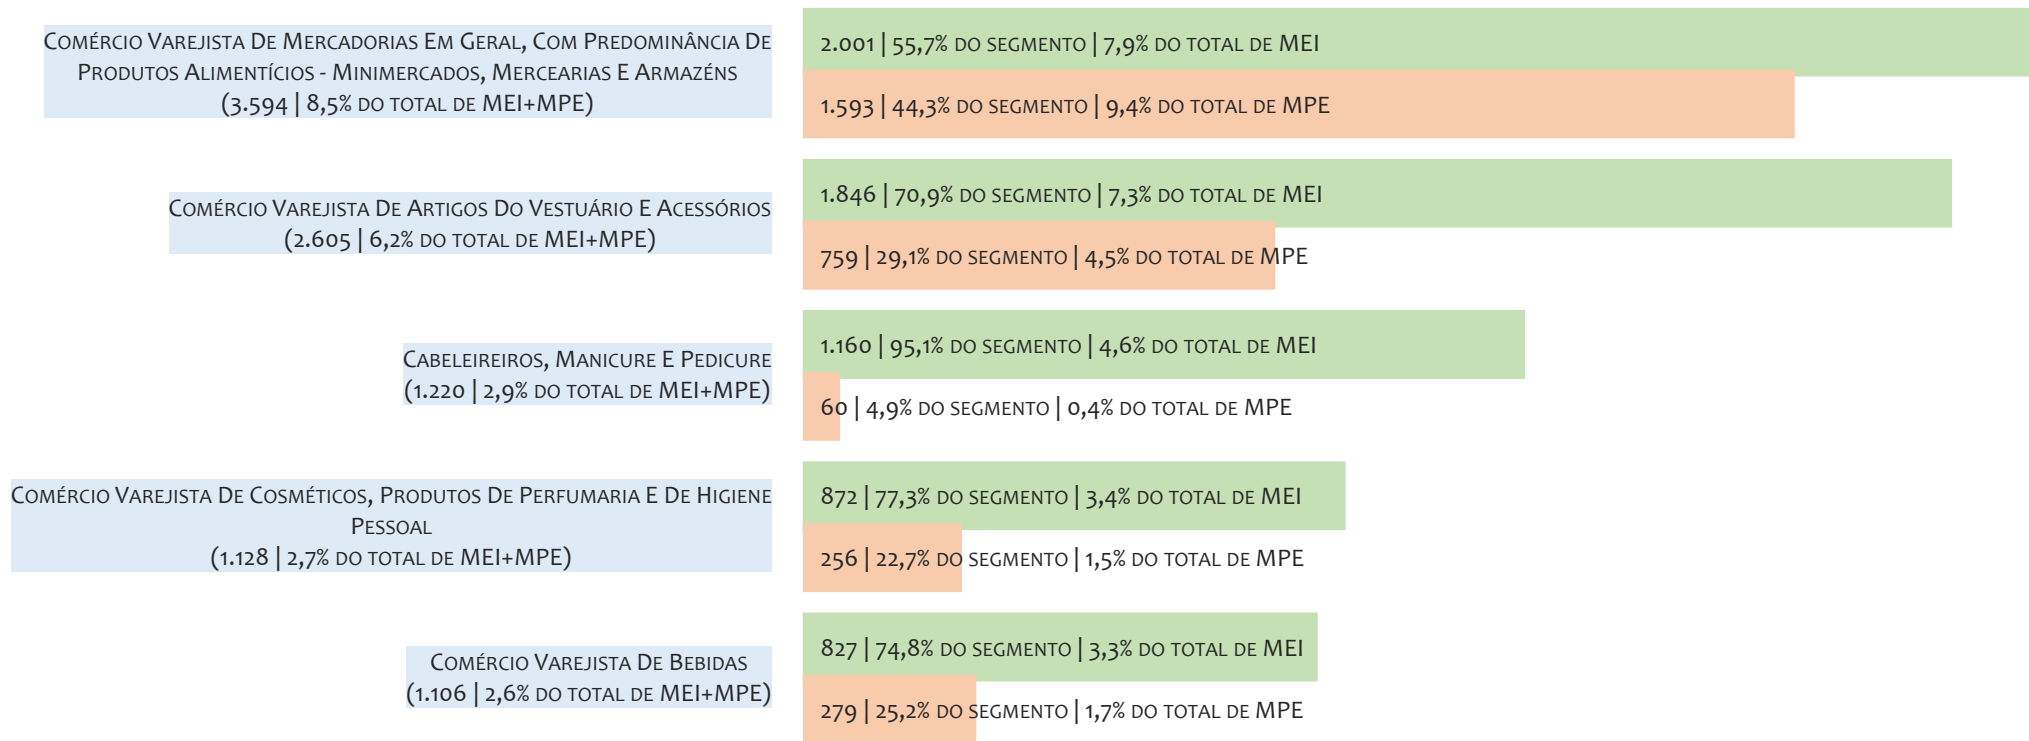 Comércio Varejista De Mercadorias Em Geral, Com Predominância De
Produtos Alimentícios - Minimercados, Mercearias E Armazéns
(3.594 | 8,5% do total de MEI+MPE)
2.001 | 55,7% do segmento | 7,9% do total de MEI
1.593 | 44,3% do segmento | 9,4% do total de MPE
Comércio Varejista De Artigos Do Vestuário E Acessórios
(2.605 | 6,2% do total de MEI+MPE)
1.846 | 70,9% do segmento | 7,3% do total de MEI
759 | 29,1% do segmento | 4,5% do total de MPE
Cabeleireiros, Manicure E Pedicure
(1.220 | 2,9% do total de MEI+MPE)
1.160 | 95,1% do segmento | 4,6% do total de MEI
60 | 4,9% do segmento | 0,4% do total de MPE
Comércio Varejista De Cosméticos, Produtos De Perfumaria E De Higiene
Pessoal
(1.128 | 2,7% do total de MEI+MPE)
872 | 77,3% do segmento | 3,4% do total de MEI
256 | 22,7% do segmento | 1,5% do total de MPE
Comércio Varejista De Bebidas
(1.106 | 2,6% do total de MEI+MPE)
827 | 74,8% do segmento | 3,3% do total de MEI
279 | 25,2% do segmento | 1,7% do total de MPE